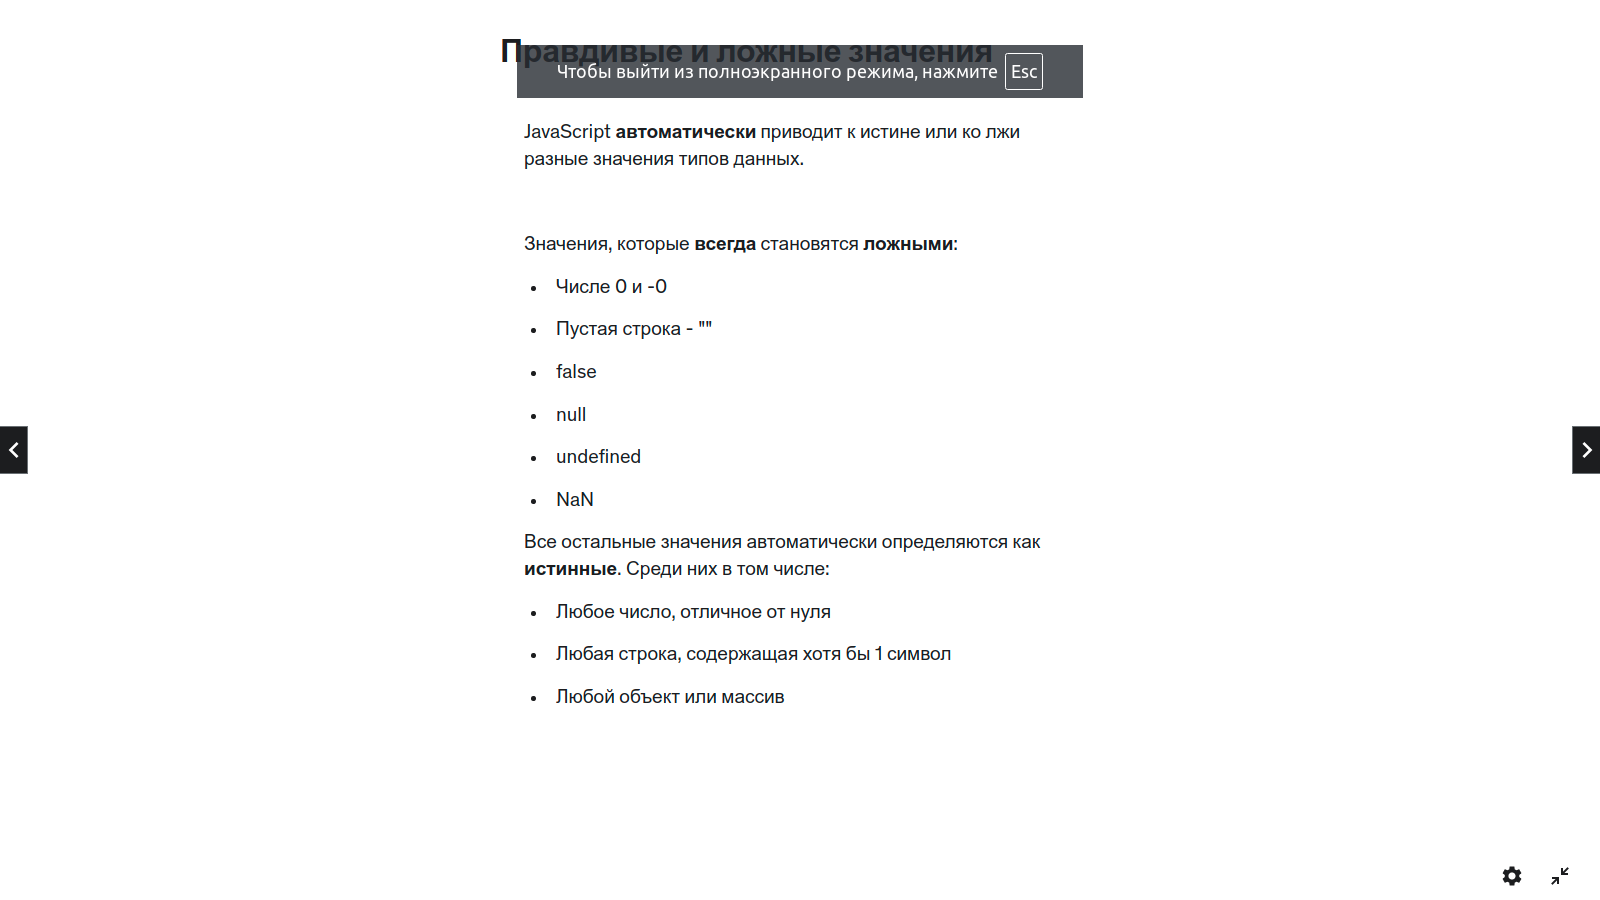 Правдивые и ложные значения
Чтобы выйти из полноэкранного режима, нажмите Esc
JavaScript автоматически приводит к истине или ко лжи
разные значения типов данных.
Значения, которые всегда становятся ложными:
• Числе 0 и -0
• Пустая строка - ""
• false
• null
• undefined
• NaN
Все остальные значения автоматически определяются как
истинные. Среди них в том числе:
• Любое число, отличное от нуля
• Любая строка, содержащая хотя бы 1 символ
• Любой объект или массив